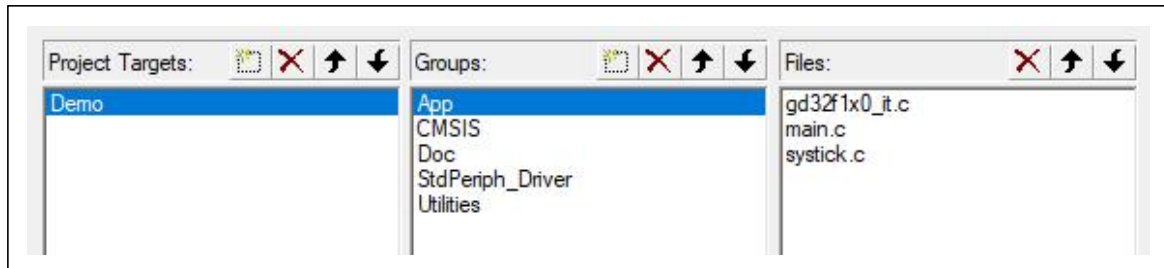 Project Targets:
Demo
Groups:
App
CMSIS
Doc
StdPeriph_Driver
Utilities
Files:
gd32f1x0_it.c
main.c
systick.c